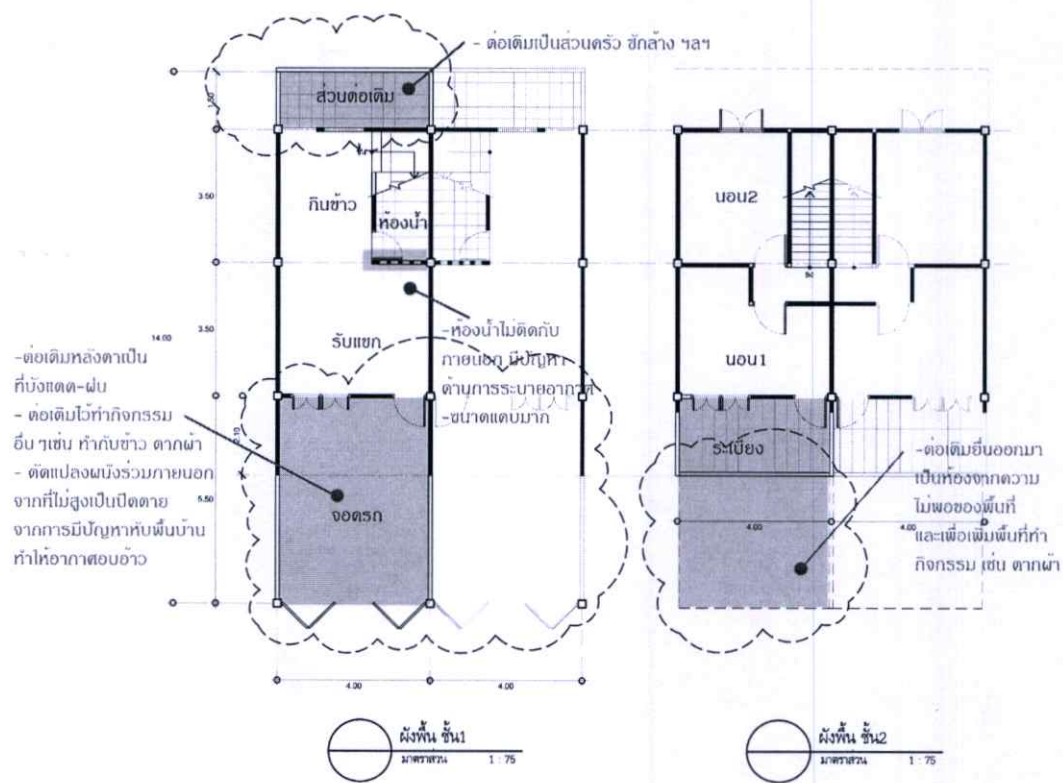 - ต่อเติมเป็นส่วนครัว ซักล้าง ฯลฯ
ส่วนต่อเติม
1.50
กินข้าว
ห้องน้ำ
3.50
นอน2
-ห้องน้ำไม่ติดกับ
ภายนอก มีปัญหา
ด้านการระบายอากาศ
-ขนาดแคบมาก
14.00
3.50
รับแขก
นอน1
-ต่อเติมหลังคาเป็น
ที่บังแดด-ฝน
- ต่อเติมไว้ทำกิจกรรม
อื่น ๆเช่น ทำกับข้าว ตากผ้า
- ดัดแปลงผนังร่วมภายนอก
จากที่ไม่สูงเป็นปิดตาย
จากการมีปัญหากับพื้นบ้าน
ทำให้อากาศอบอ้าว
5.50
จอดรถ
ระเบียง
4.00
4.00
-ต่อเติมยื่นออกมา
เป็นห้องจากความ
ไม่พอของพื้นที่
และเพื่อเพิ่มพื้นที่ทำ
กิจกรรม เช่น ตากผ้า
4.00
4.00
ผังพื้น ชั้น1
มาตราส่วน 1 : 75
ผังพื้น ชั้น2
มาตราส่วน 1 : 75